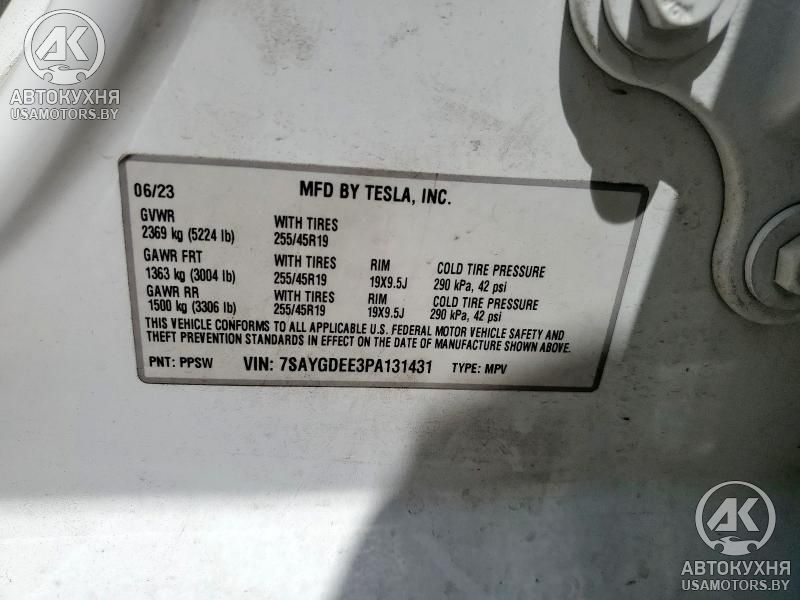 AK
АВТОКУХНЯ
USAMOTORS.BY
06/23 MFD BY TESLA, INC.
GVWR
2369 kg (5224 lb) WITH TIRES
255/45R19
GAWR FRT WITH TIRES RIM COLD TIRE PRESSURE
1363 kg (3004 lb) 255/45R19 19X9.5J 290 kPa, 42 psi
GAWR RR WITH TIRES RIM COLD TIRE PRESSURE
1500 kg (3306 lb) 255/45R19 19X9.5J 290 kPa, 42 psi
THIS VEHICLE CONFORMS TO ALL APPLICABLE U.S. FEDERAL MOTOR VEHICLE SAFETY AND
THEFT PREVENTION STANDARDS IN EFFECT ON THE DATE OF MANUFACTURE SHOWN ABOVE.
PNT: PPSW VIN: 7SAYGDEE3PA131431 TYPE: MPV
AK
АВТОКУХНЯ
USAMOTORS.BY